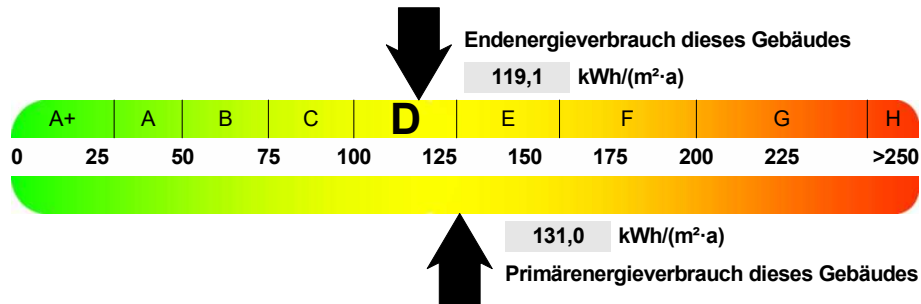 Endenergieverbrauch dieses Gebäudes
119,1 kWh/(m²·a)
A+ A B C D E F G H
0 25 50 75 100 125 150 175 200 225 >250
131,0 kWh/(m²·a)
Primärenergieverbrauch dieses Gebäudes